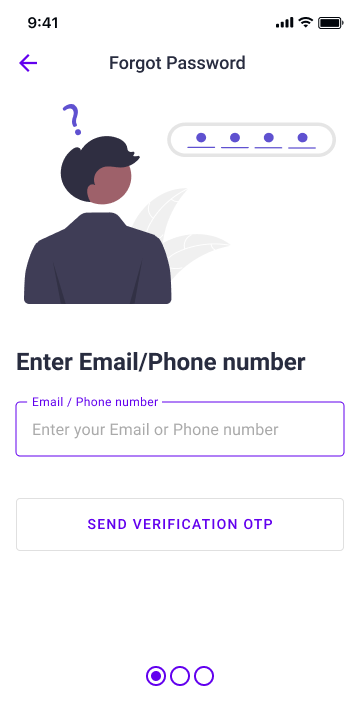 9:41
Forgot Password
?
Enter Email/Phone number
Email / Phone number
Enter your Email or Phone number
SEND VERIFICATION OTP